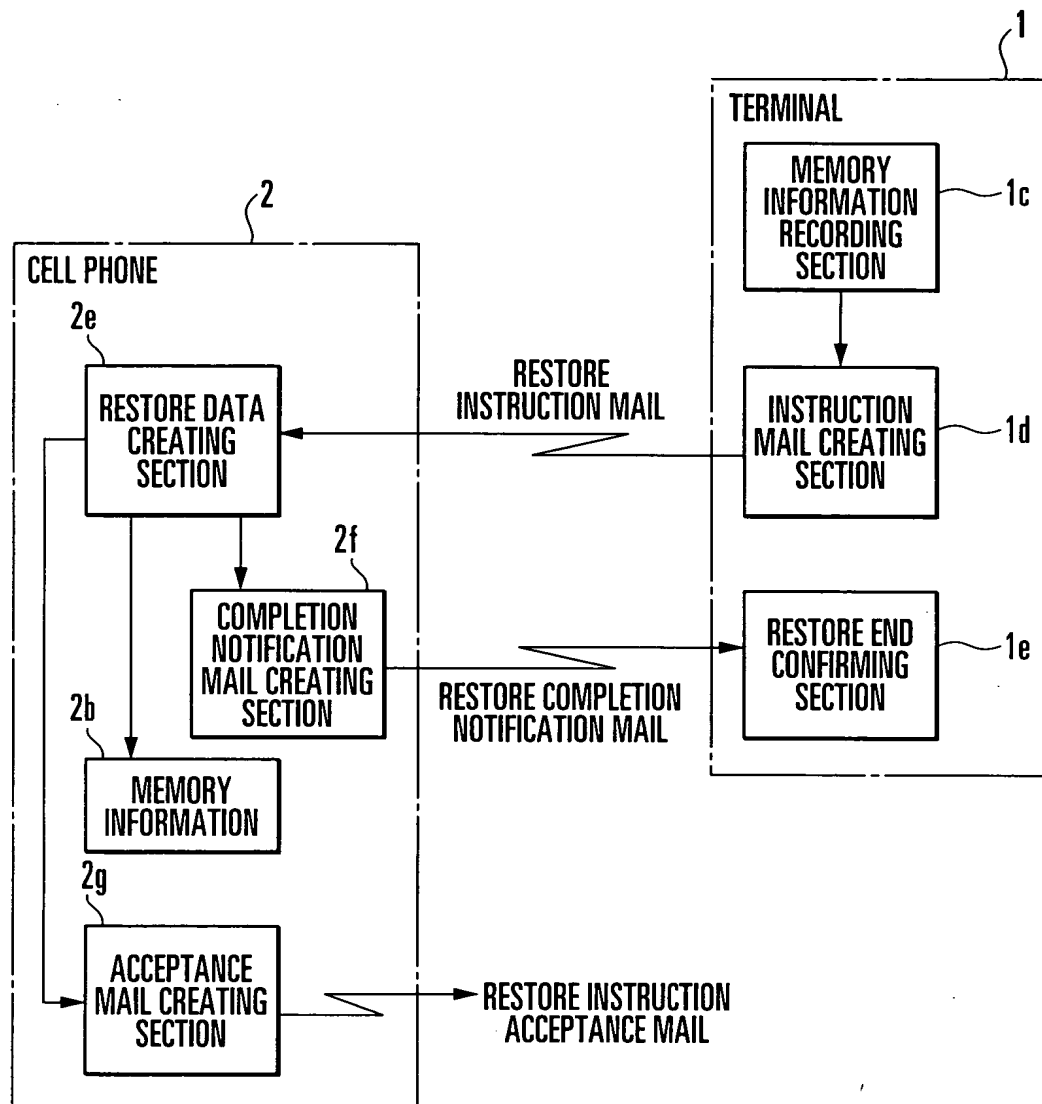 1
TERMINAL
MEMORY
INFORMATION
RECORDING
SECTION
1c
2
CELL PHONE
2e
RESTORE DATA
CREATING
SECTION
RESTORE
INSTRUCTION MAIL
INSTRUCTION
MAIL CREATING
SECTION
1d
2f
COMPLETION
NOTIFICATION
MAIL CREATING
SECTION
RESTORE COMPLETION
NOTIFICATION MAIL
RESTORE END
CONFIRMING
SECTION
1e
2b
MEMORY
INFORMATION
2g
ACCEPTANCE
MAIL CREATING
SECTION
RESTORE INSTRUCTION
ACCEPTANCE MAIL